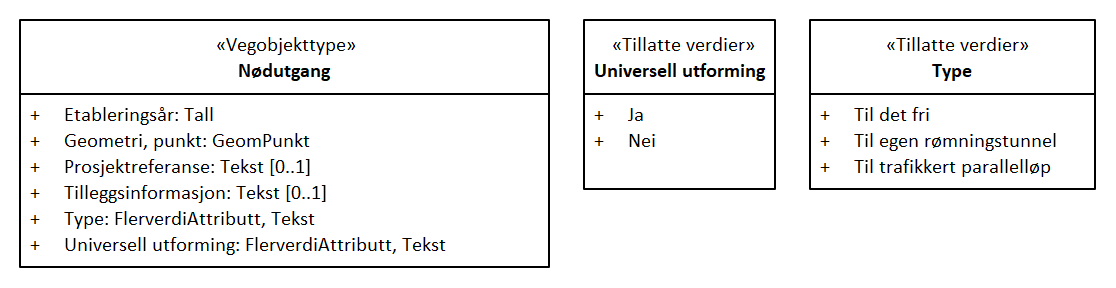 «Vegobjekttype»
Nødutgang
+ Etableringsår: Tall
+ Geometri, punkt: GeomPunkt
+ Prosjektreferanse: Tekst [0..1]
+ Tilleggsinformasjon: Tekst [0..1]
+ Type: FlerverdiAttributt, Tekst
+ Universell utforming: FlerverdiAttributt, Tekst
«Tillatte verdier»
Universell utforming
+ Ja
+ Nei
«Tillatte verdier»
Type
+ Til det fri
+ Til egen rømningstunnel
+ Til trafikkert parallelløp